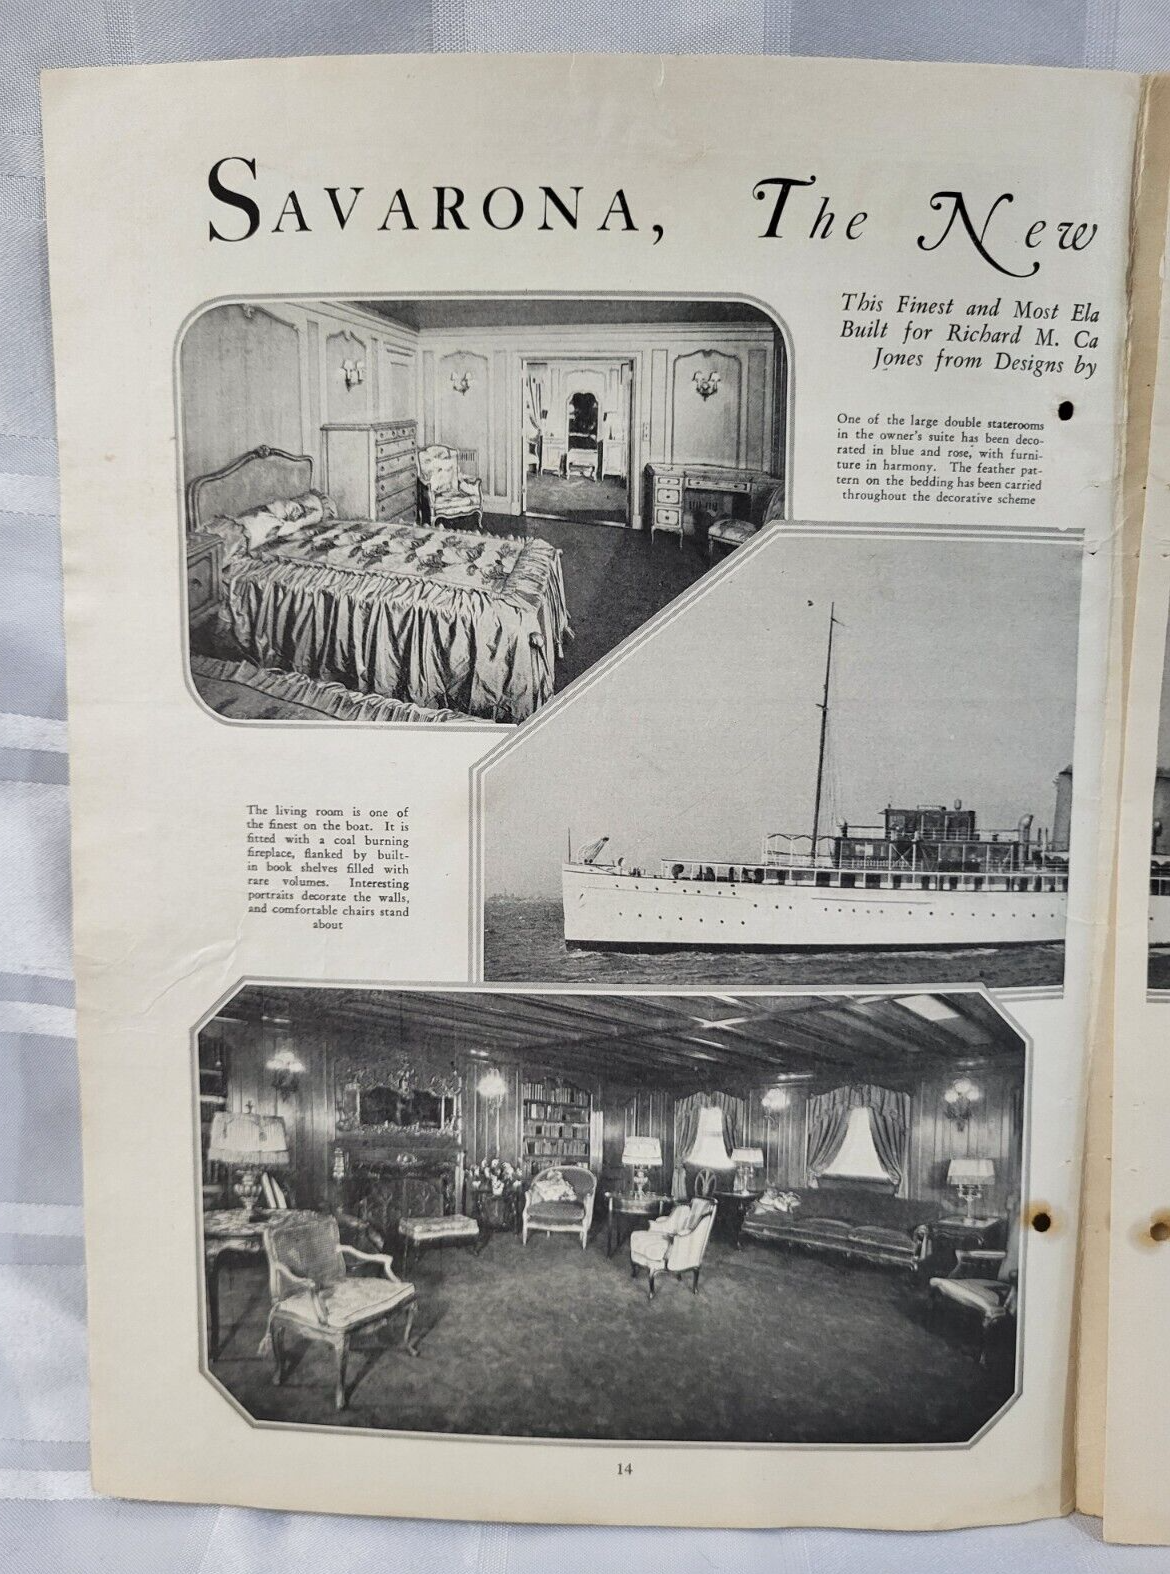 SAVARONA, The New
This Finest and Most Ela
Built for Richard M. Ca
Jones from Designs by
One of the large double staterooms
in the owner's suite has been deco-
rated in blue and rose, with furni-
ture in harmony. The feather pat-
tern on the bedding has been carried
throughout the decorative scheme
The living room is one of
the finest on the boat. It is
fitted with a coal burning
fireplace, flanked by built-
in book shelves filled with
rare volumes. Interesting
portraits decorate the walls,
and comfortable chairs stand
about
14